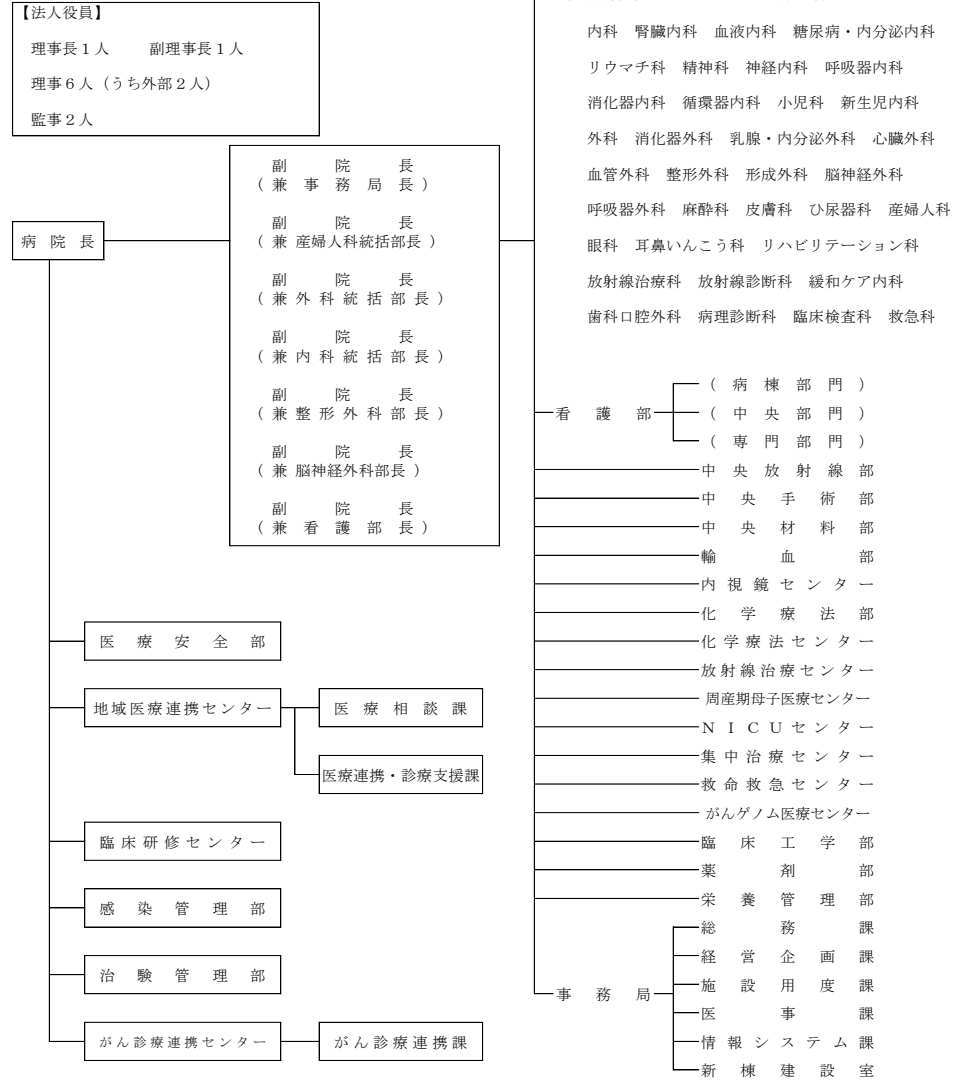 【法人役員】
理事長1人 副理事長1人
理事6人（うち外部2人）
監事2人
病院長
副院長
（兼事務局長）
副院長
（兼産婦人科統括部長）
副院長
（兼外科統括部長）
副院長
（兼内科統括部長）
副院長
（兼整形外科部長）
副院長
（兼脳神経外科部長）
副院長
（兼看護部長）
医療安全部
地域医療連携センター
医療相談課
医療連携・診療支援課
臨床研修センター
感染管理部
治験管理部
がん診療連携センター
がん診療連携課
内科 腎臓内科 血液内科 糖尿病・内分泌内科
リウマチ科 精神科 神経内科 呼吸器内科
消化器内科 循環器内科 小児科 新生児内科
外科 消化器外科 乳腺・内分泌外科 心臓外科
血管外科 整形外科 形成外科 脳神経外科
呼吸器外科 麻酔科 皮膚科 ひ尿器科 産婦人科
眼科 耳鼻いんこう科 リハビリテーション科
放射線治療科 放射線診断科 緩和ケア内科
歯科口腔外科 病理診断科 臨床検査科 救急科
看護部
（病棟部門）
（中央部門）
（専門部門）
中央放射線部
中央手術部
中央材料部
輸血部
内視鏡センター
化学療法部
化学療法センター
放射線治療センター
周産期母子医療センター
ＮＩＣＵセンター
集中治療センター
救命救急センター
がんゲノム医療センター
臨床工学部
薬剤部
栄養管理部
事務局
総務課
経営企画課
施設用度課
医事課
情報システム課
新棟建設室